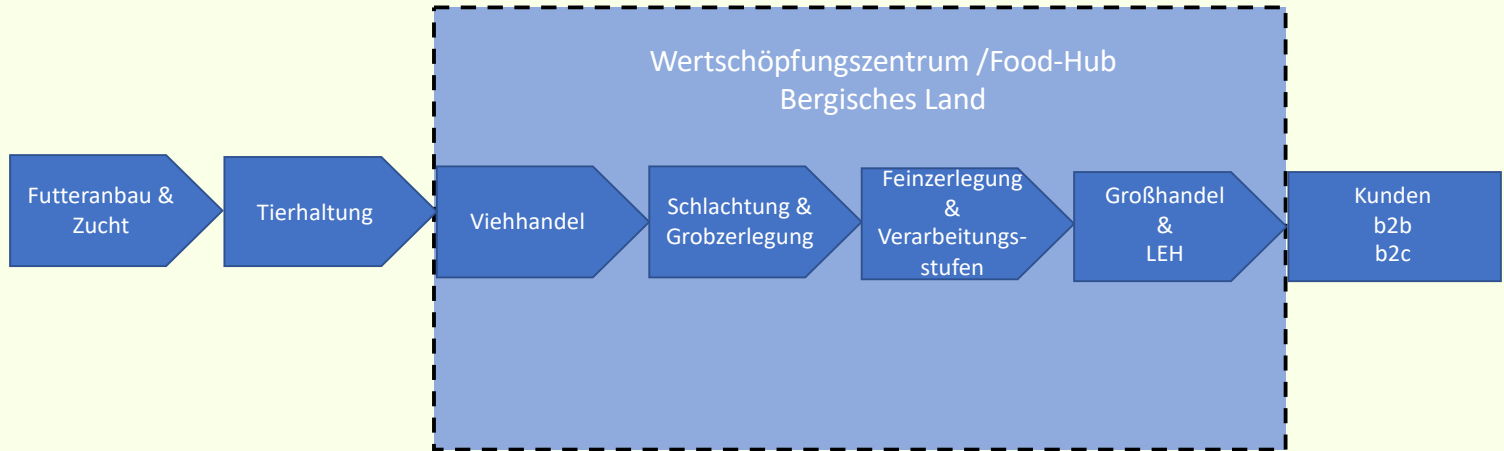 Wertschöpfungszentrum /Food-Hub
Bergisches Land
Futteranbau &
Zucht
Tierhaltung
Viehhandel
Schlachtung &
Grobzerlegung
Feinzerlegung
&
Verarbeitungs-
stufen
Großhandel
&
LEH
Kunden
b2b
b2c